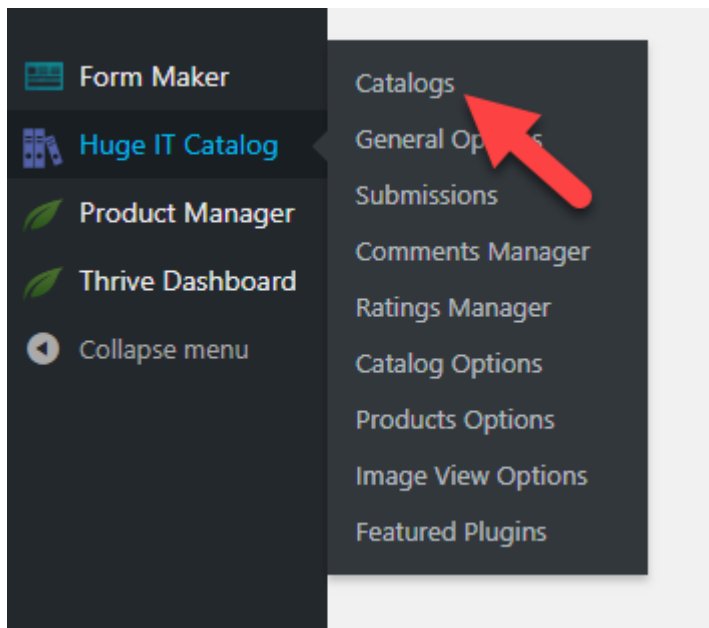 Form Maker
Huge IT Catalog
Product Manager
Thrive Dashboard
Collapse menu
Catalogs
General Op s
Submissions
Comments Manager
Ratings Manager
Catalog Options
Products Options
Image View Options
Featured Plugins